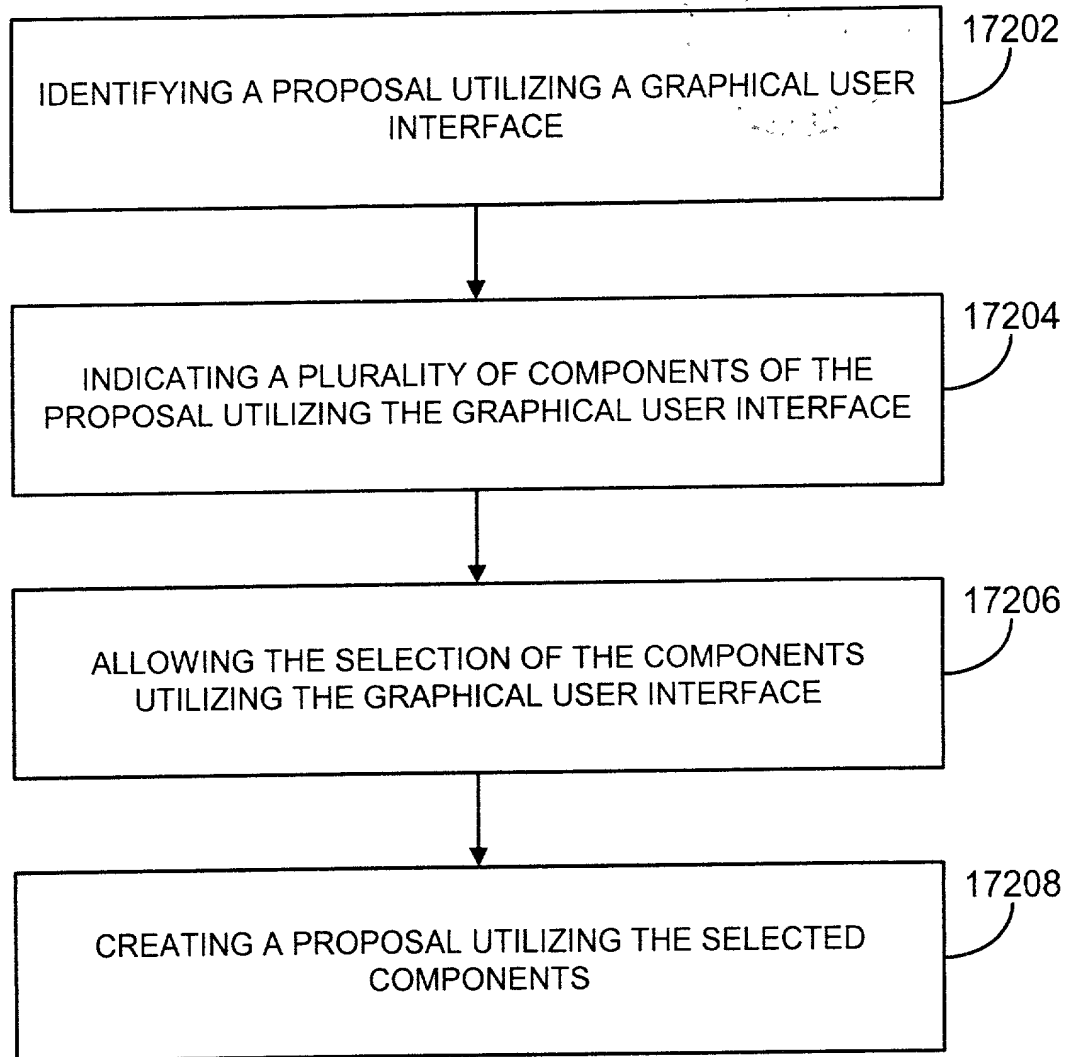 17202
IDENTIFYING A PROPOSAL UTILIZING A GRAPHICAL USER
INTERFACE
17204
INDICATING A PLURALITY OF COMPONENTS OF THE
PROPOSAL UTILIZING THE GRAPHICAL USER INTERFACE
17206
ALLOWING THE SELECTION OF THE COMPONENTS
UTILIZING THE GRAPHICAL USER INTERFACE
17208
CREATING A PROPOSAL UTILIZING THE SELECTED
COMPONENTS